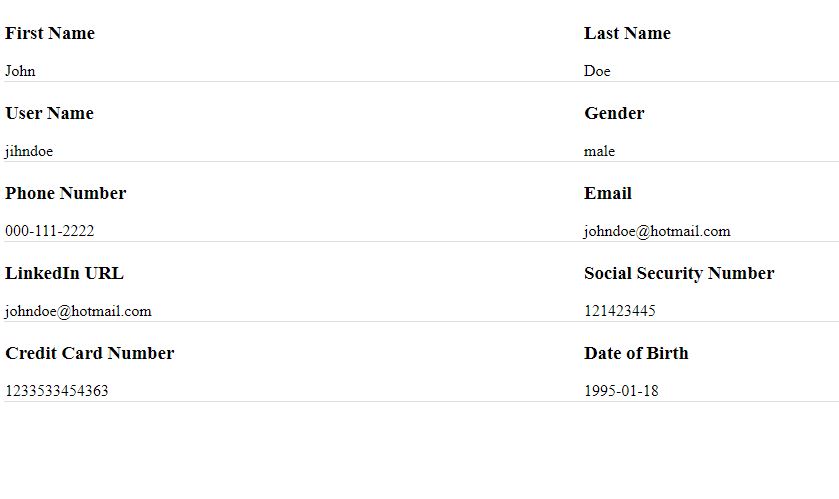 First Name Last Name
John Doe
User Name Gender
jihndoe male
Phone Number Email
000-111-2222 johndoe@hotmail.com
LinkedIn URL Social Security Number
johndoe@hotmail.com 121423445
Credit Card Number Date of Birth
1233533454363 1995-01-18